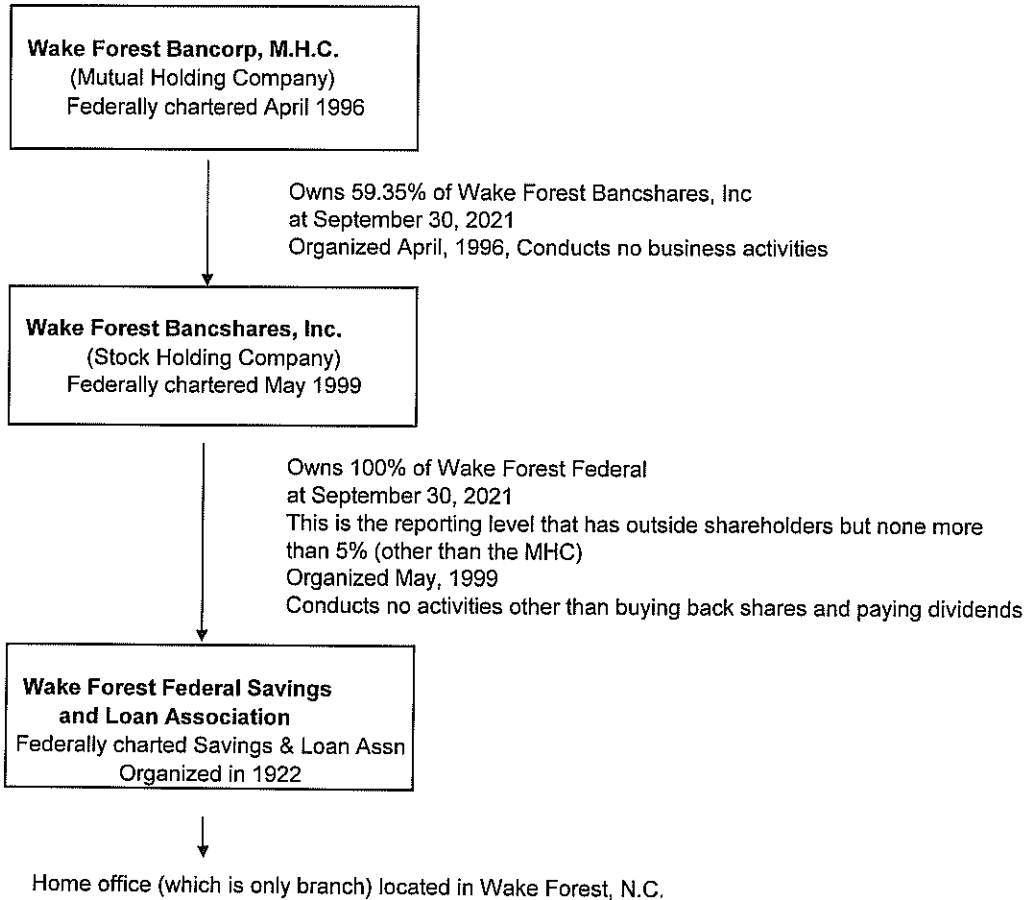 Wake Forest Bancorp, M.H.C.
(Mutual Holding Company)
Federally chartered April 1996
Owns 59.35% of Wake Forest Bancshares, Inc
at September 30, 2021
Organized April, 1996, Conducts no business activities
Wake Forest Bancshares, Inc.
(Stock Holding Company)
Federally chartered May 1999
Owns 100% of Wake Forest Federal
at September 30, 2021
This is the reporting level that has outside shareholders but none more
than 5% (other than the MHC)
Organized May, 1999
Conducts no activities other than buying back shares and paying dividends
Wake Forest Federal Savings
and Loan Association
Federally charted Savings & Loan Assn
Organized in 1922
Home office (which is only branch) located in Wake Forest, N.C.